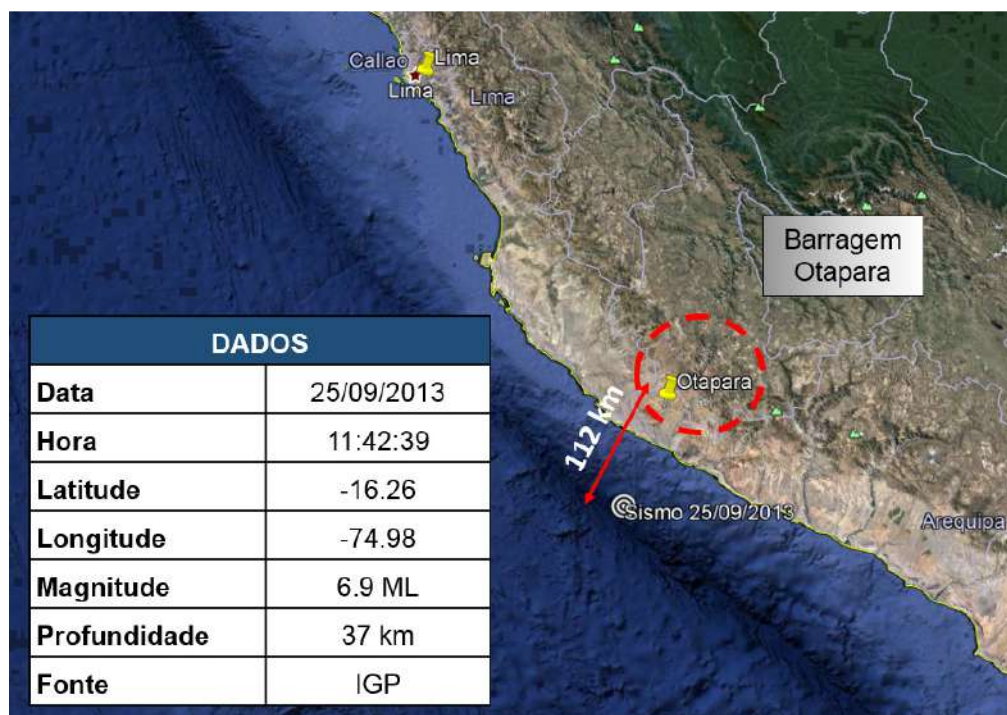 Callao
Lima
Lima
Lima
Barragem
Otapara
Otapara
112 km
Sismo 25/09/2013
Arequipa
DADOS
Data 25/09/2013
Hora 11:42:39
Latitude -16.26
Longitude -74.98
Magnitude 6.9 ML
Profundidade 37 km
Fonte IGP